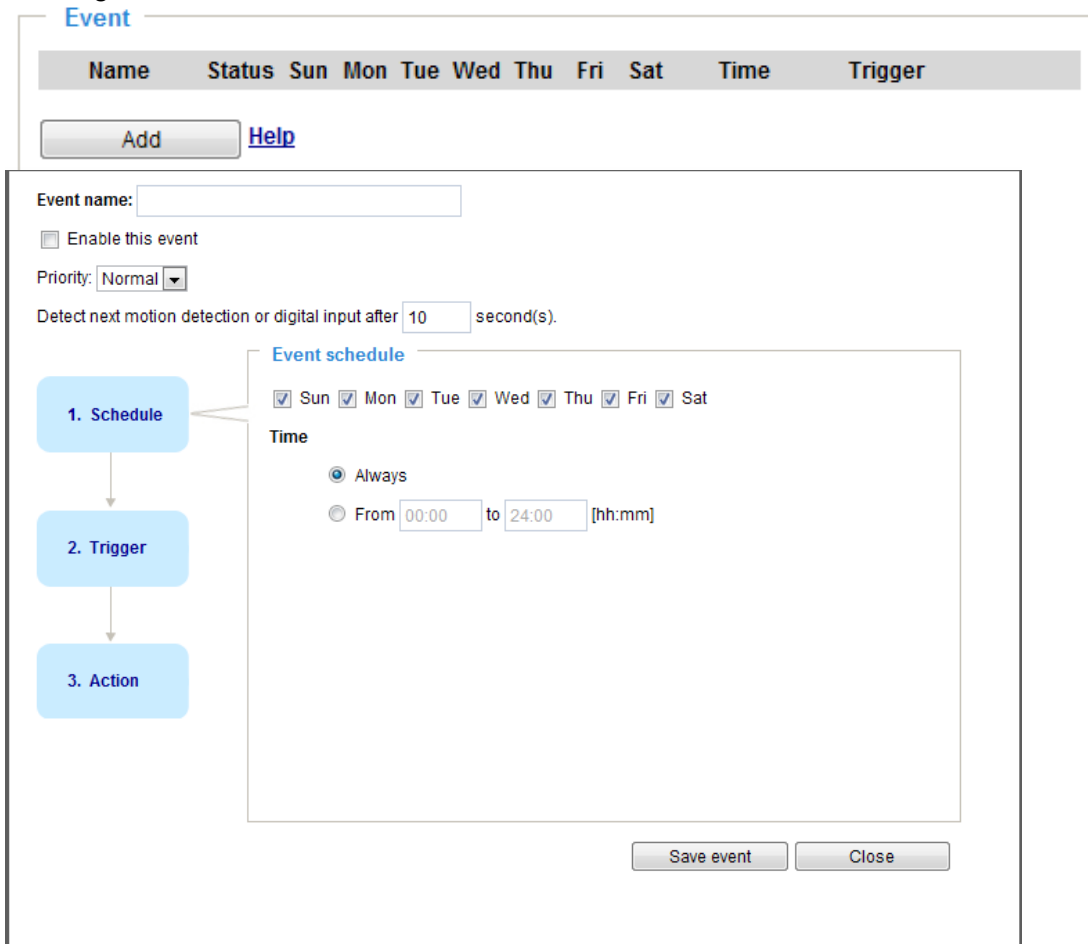 Event
Name Status Sun Mon Tue Wed Thu Fri Sat Time Trigger
Add Help
Event name:
Enable this event
Priority: Normal
Detect next motion detection or digital input after 10 second(s).
Event schedule
1. Schedule
Sun Mon Tue Wed Thu Fri Sat
Time
Always
From 00:00 to 24:00 [hh:mm]
2. Trigger
3. Action
Save event Close